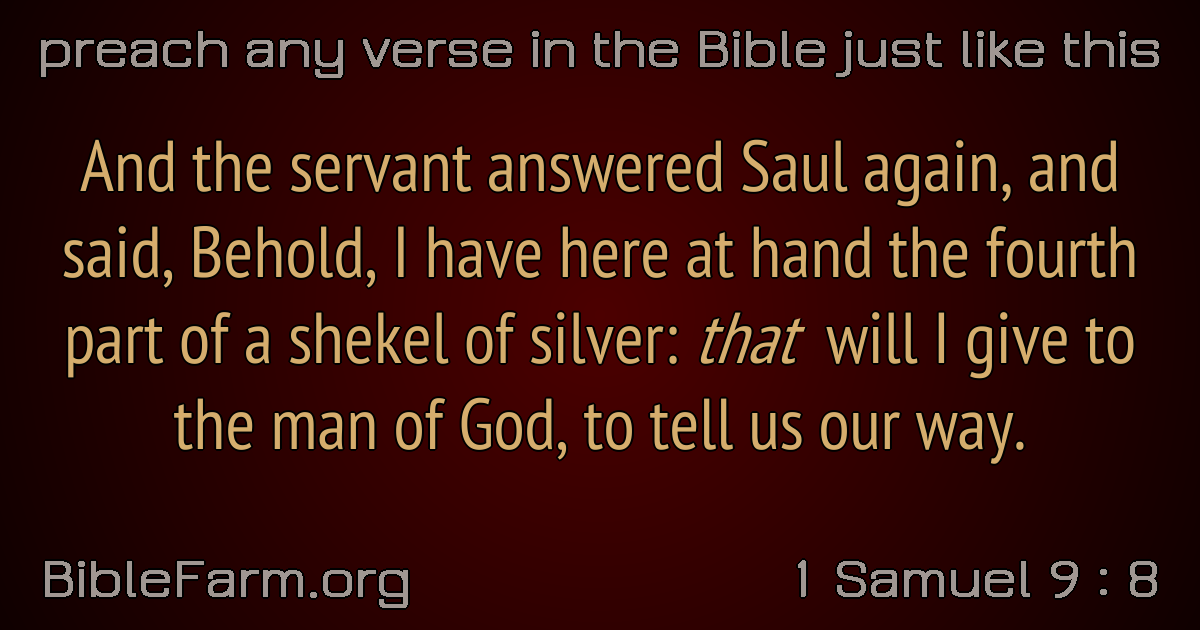 preach any verse in the Bible just like this
And the servant answered Saul again, and
said, Behold, I have here at hand the fourth
part of a shekel of silver: that will I give to
the man of God, to tell us our way.
BibleFarm.org
1 Samuel 9 : 8